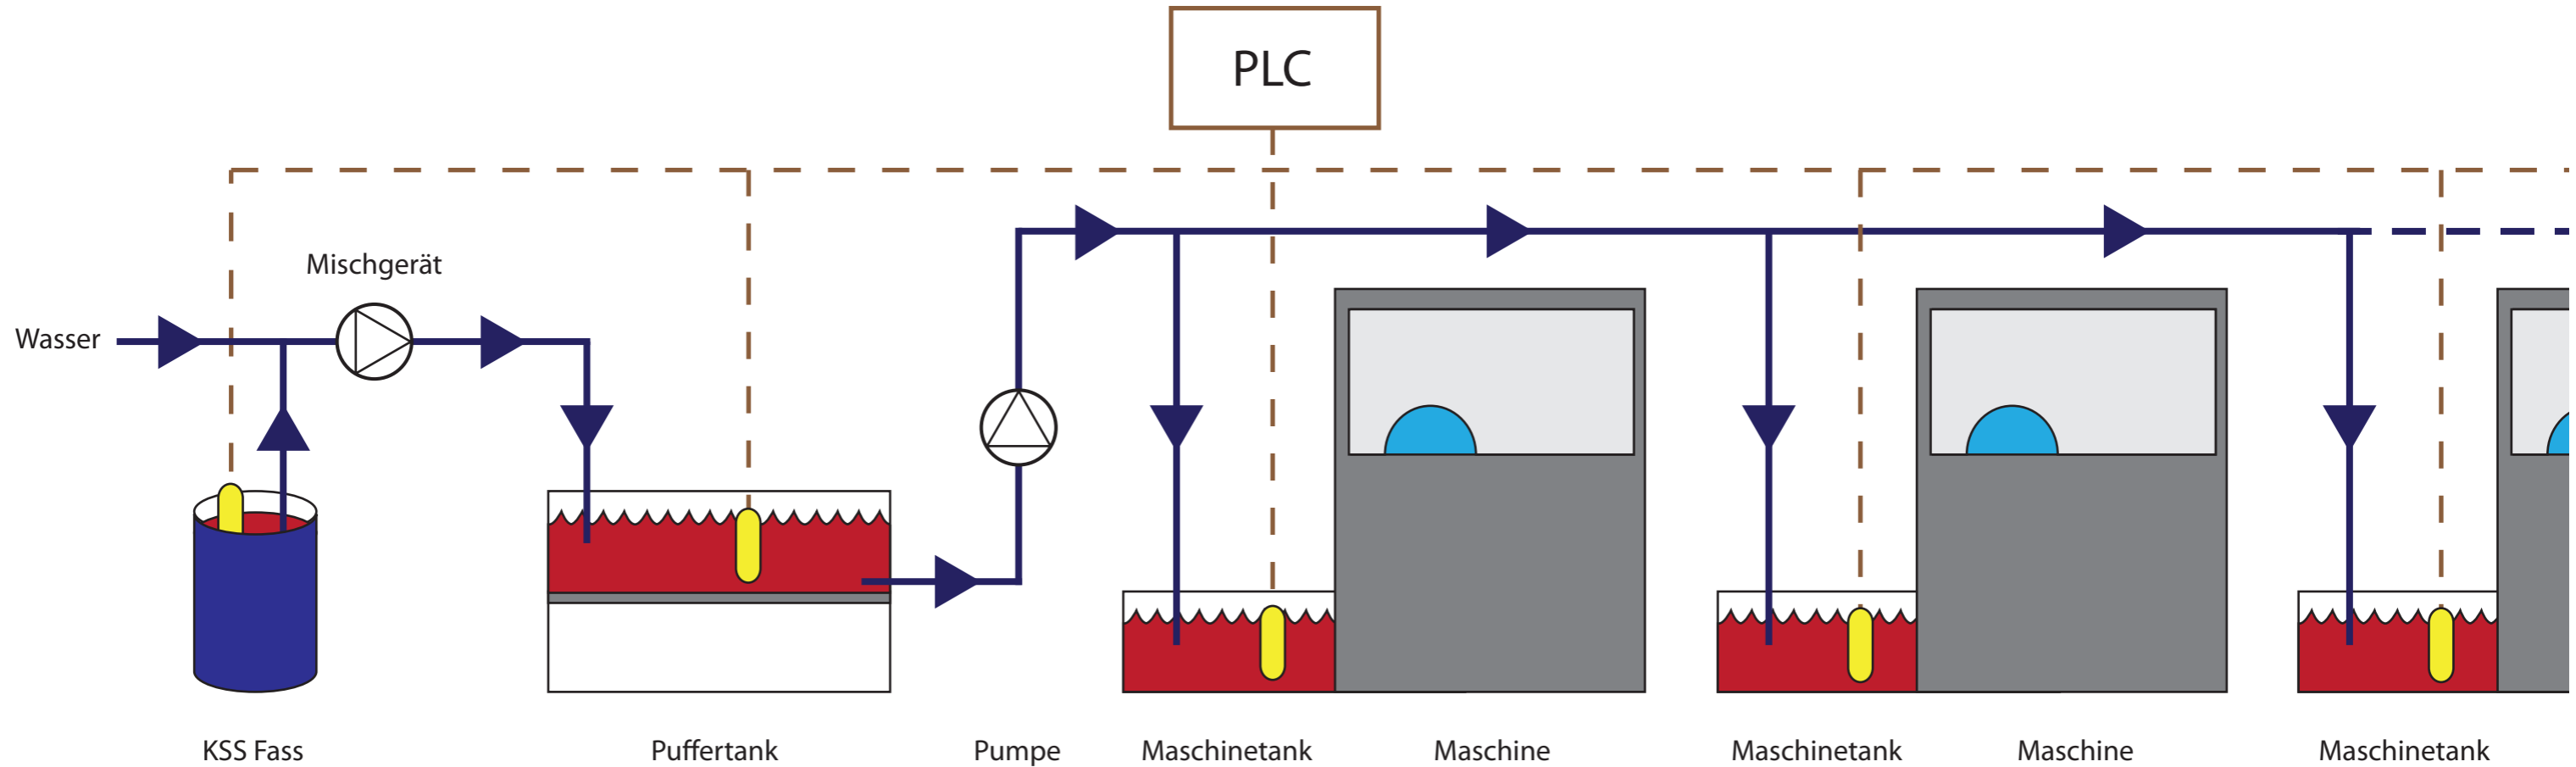 PLC
Mischgerät
Wasser
KSS Fass
Puffertank
Pumpe
Maschinetank
Maschine
Maschinetank
Maschine
Maschinetank